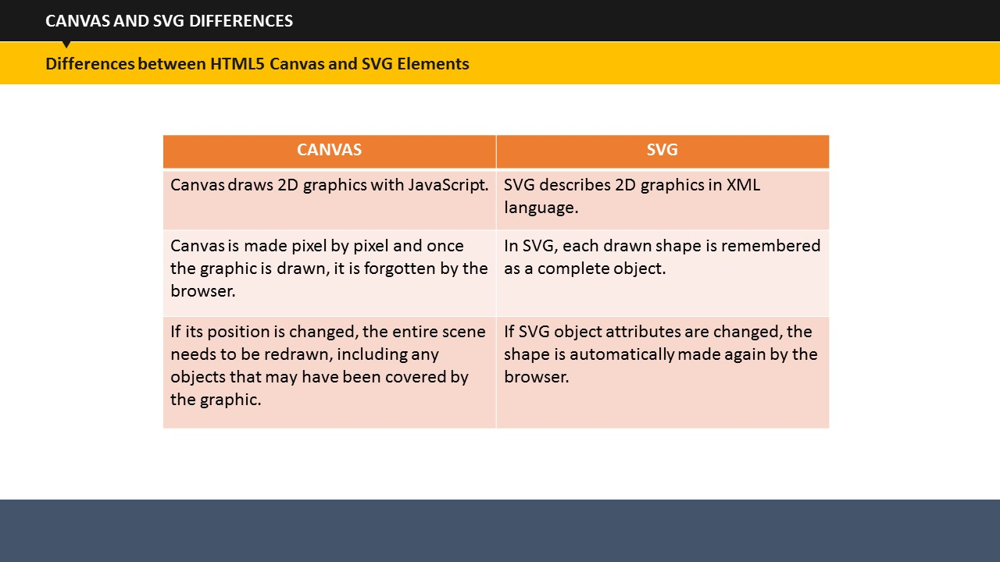 CANVAS AND SVG DIFFERENCES
Differences between HTML5 Canvas and SVG Elements
CANVAS
SVG
Canvas draws 2D graphics with JavaScript.
SVG describes 2D graphics in XML
language.
Canvas is made pixel by pixel and once
the graphic is drawn, it is forgotten by the
browser.
In SVG, each drawn shape is remembered
as a complete object.
If its position is changed, the entire scene
needs to be redrawn, including any
objects that may have been covered by
the graphic.
If SVG object attributes are changed, the
shape is automatically made again by the
browser.